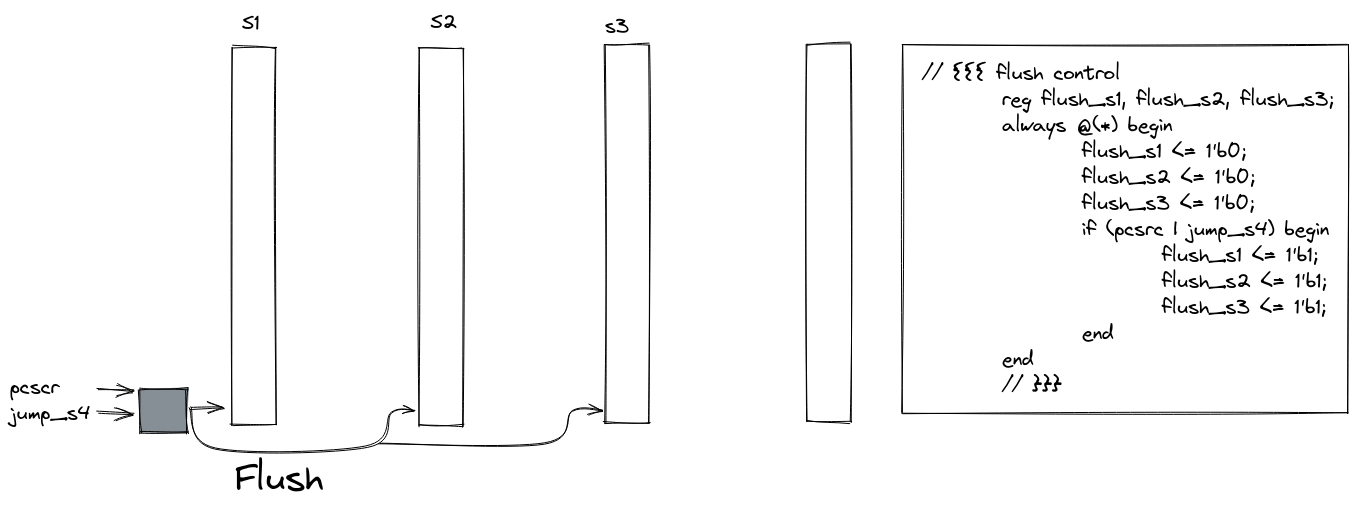 s1
s2
s3
// {{{ flush control
reg flush_s1, flush_s2, flush_s3;
always @(*) begin
flush_s1 <= 1'b0;
flush_s2 <= 1'b0;
flush_s3 <= 1'b0;
if (pcsrc | jump_s4) begin
flush_s1 <= 1'b1;
flush_s2 <= 1'b1;
flush_s3 <= 1'b1;
end
end
// }}}
pcscr
jump_s4
Flush